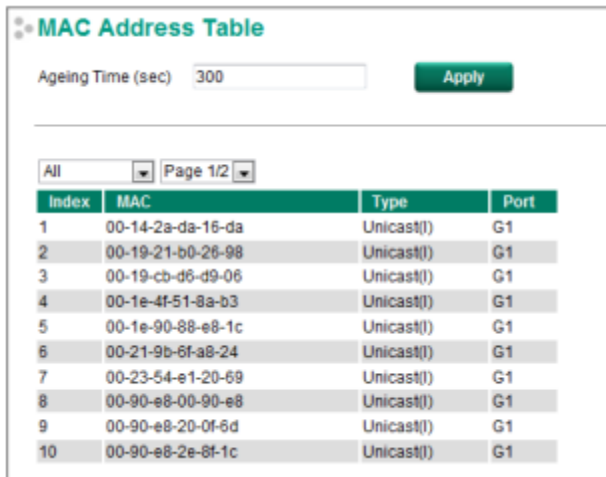 MAC Address Table
Ageing Time (sec) 300 Apply
All Page 1/2
Index MAC Type Port
1 00-14-2a-da-16-da Unicast(l) G1
2 00-19-21-b0-26-98 Unicast(l) G1
3 00-19-cb-d6-d9-06 Unicast(l) G1
4 00-1e-4f-51-8a-b3 Unicast(l) G1
5 00-1e-90-88-e8-1c Unicast(l) G1
6 00-21-9b-6f-a8-24 Unicast(l) G1
7 00-23-54-e1-20-69 Unicast(l) G1
8 00-90-e8-00-90-e8 Unicast(l) G1
9 00-90-e8-20-0f-6d Unicast(l) G1
10 00-90-e8-2e-8f-1c Unicast(l) G1